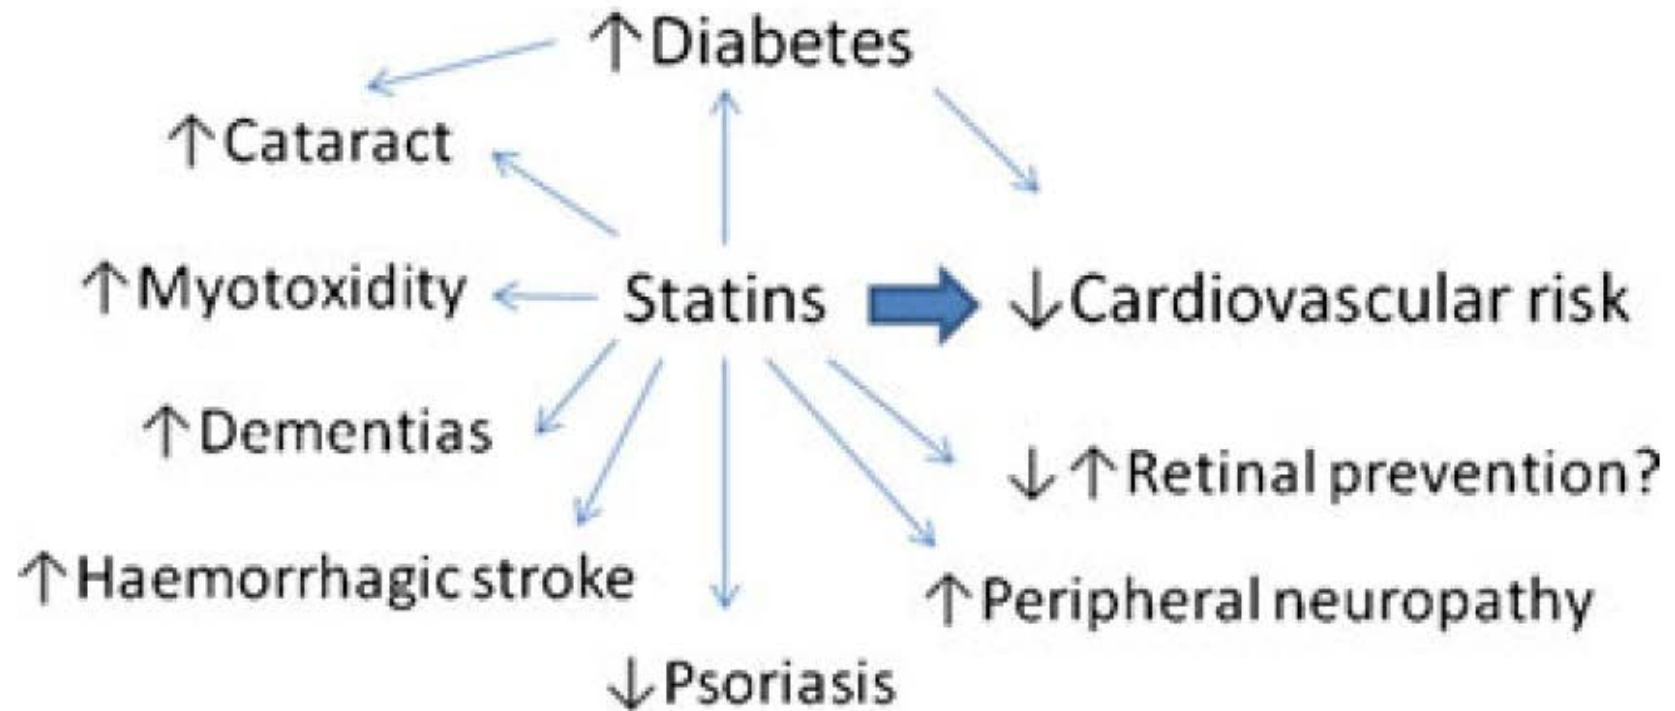 ↑Diabetes
↑Cataract
↑Myotoxidity
Statins
↓Cardiovascular risk
↑Dementias
↓↑Retinal prevention?
↑Haemorrhagic stroke
↑Peripheral neuropathy
↓Psoriasis